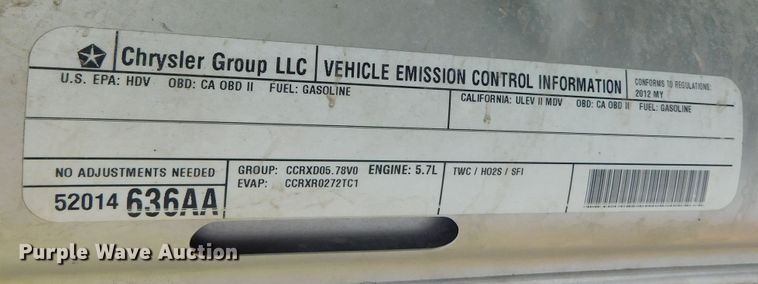 Chrysler Group LLC VEHICLE EMISSION CONTROL INFORMATION
CONFORMS TO REGULATIONS:
2012 MY
U.S. EPA: HDV OBD: CA OBD II FUEL: GASOLINE
CALIFORNIA: ULEV II MDV OBD: CA OBD II FUEL: GASOLINE
NO ADJUSTMENTS NEEDED
52014 636AA
GROUP: CCRXD05.78V0 ENGINE: 5.7L
EVAP: CCRXR0272TC1
TWC / HO2S / SFI
Purple Wave Auction